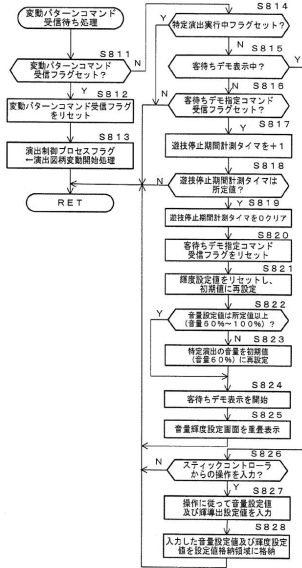 変動パターンコマンド
受信待ち処理
S811
変動パターンコマンド
受信フラグセット？
N
Y
S812
変動パターンコマンド受信フラグ
をリセット
S813
演出制御プロセスフラグ
←演出図柄変動開始処理
RET
S814
特定演出実行中フラグセット？
Y
N
S815
客待ちデモ表示中？
Y
N
S816
客待ちデモ指定コマンド
受信フラグセット？
N
Y
S817
遊技停止期間計測タイマを＋1
S818
遊技停止期間計測タイマは
所定値？
N
Y
S819
遊技停止期間計測タイマを0クリア
S820
客待ちデモ指定コマンド
受信フラグをリセット
S821
輝度設定値をリセットし、
初期値に再設定
S822
音量設定値は所定値以上
（音量60％～100％）？
Y
N
S823
特定演出の音量を初期値
（音量60％）に再設定
S824
客待ちデモ表示を開始
S825
音量輝度設定画面を重畳表示
S826
スティックコントローラ
からの操作を入力？
N
Y
S827
操作に従って音量設定値
及び輝導出設定値を入力
S828
入力した音量設定値及び輝度設定
値を設定値格納領域に格納